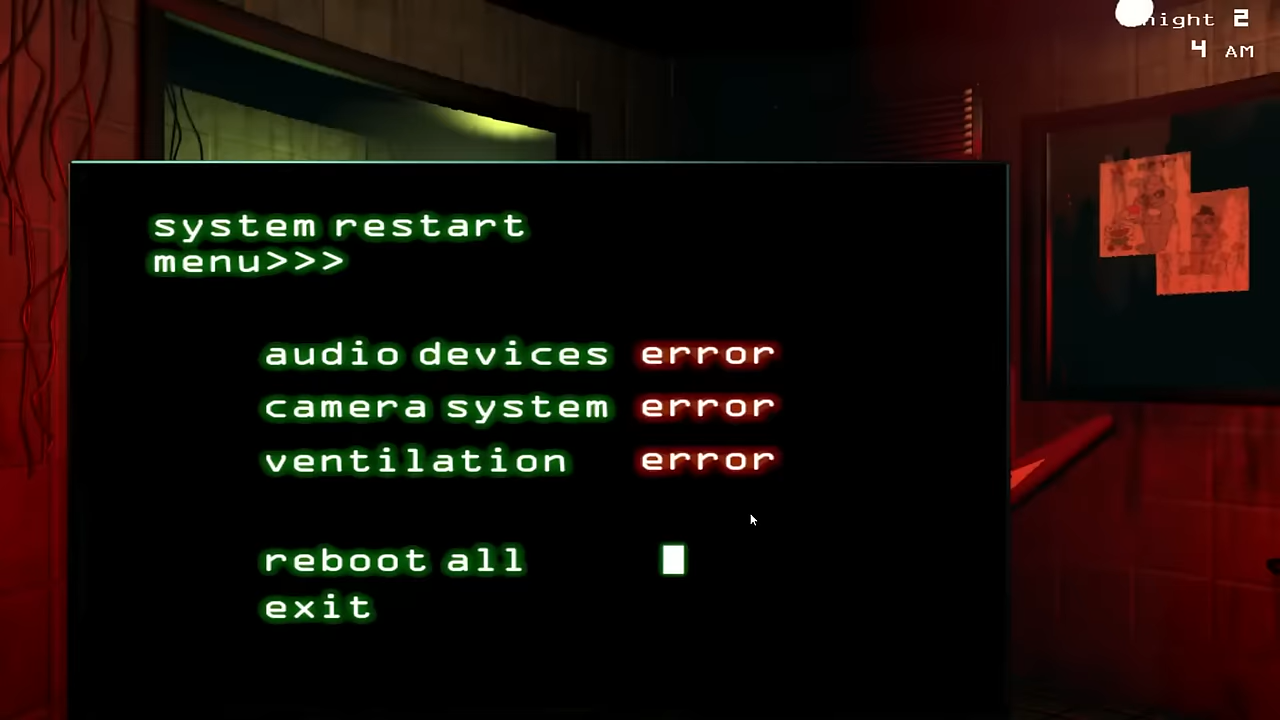 night 2
4 AM
system restart
menu>>>
audio devices error
camera system error
ventilation error
reboot all
exit